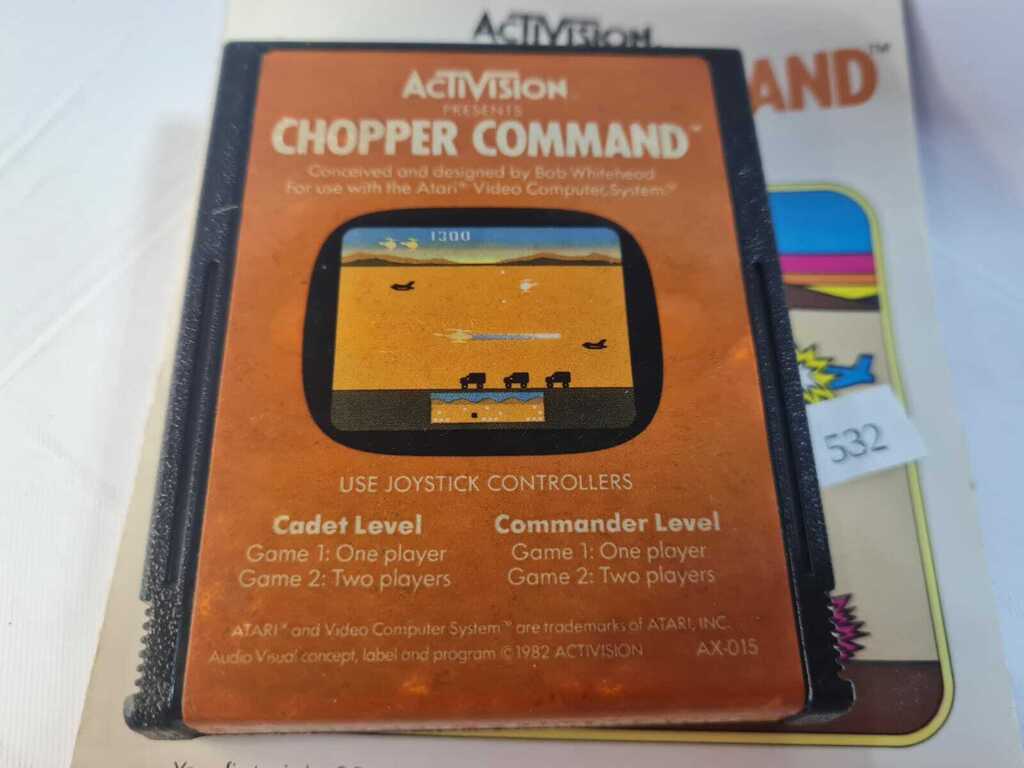 ACTIVISION
MAND™
ACTIVISION
PRESENTS
CHOPPER COMMAND™
Conceived and designed by Bob Whitehead
For use with the Atari® Video Computer System™
1300
532
USE JOYSTICK CONTROLLERS
Cadet Level
Game 1: One player
Game 2: Two players
Commander Level
Game 1: One player
Game 2: Two players
ATARI® and Video Computer System™ are trademarks of ATARI, INC.
Audio Visual concept, label and program © 1982 ACTIVISION
AX-015